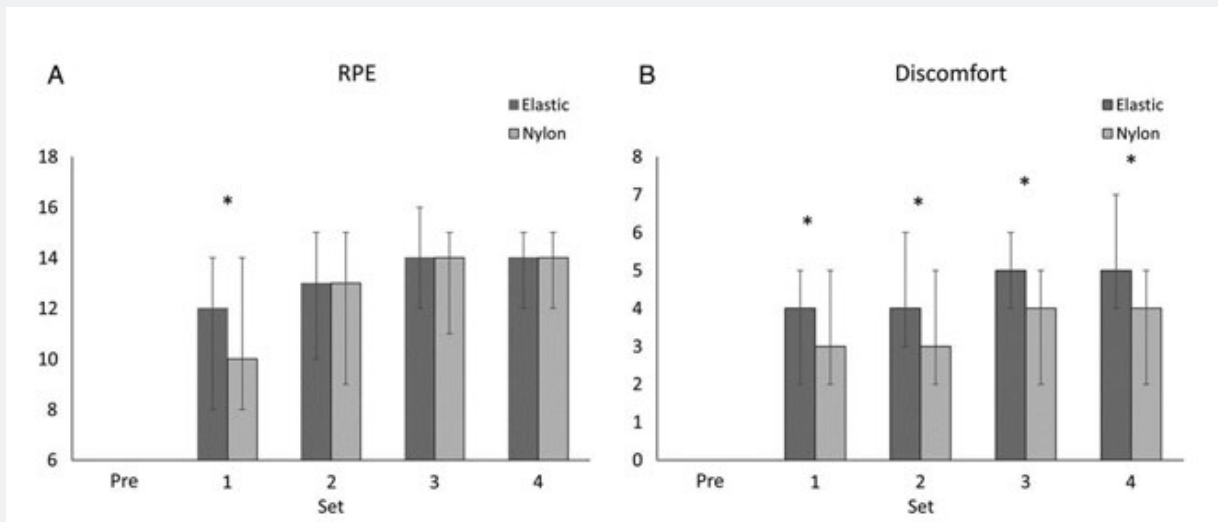 A
RPE
Elastic
Nylon
18
16
14
12
10
8
6
*
Pre 1 2 3 4
Set
B
Discomfort
Elastic
Nylon
8
7
6
5
4
3
2
1
0
* * * *
Pre 1 2 3 4
Set